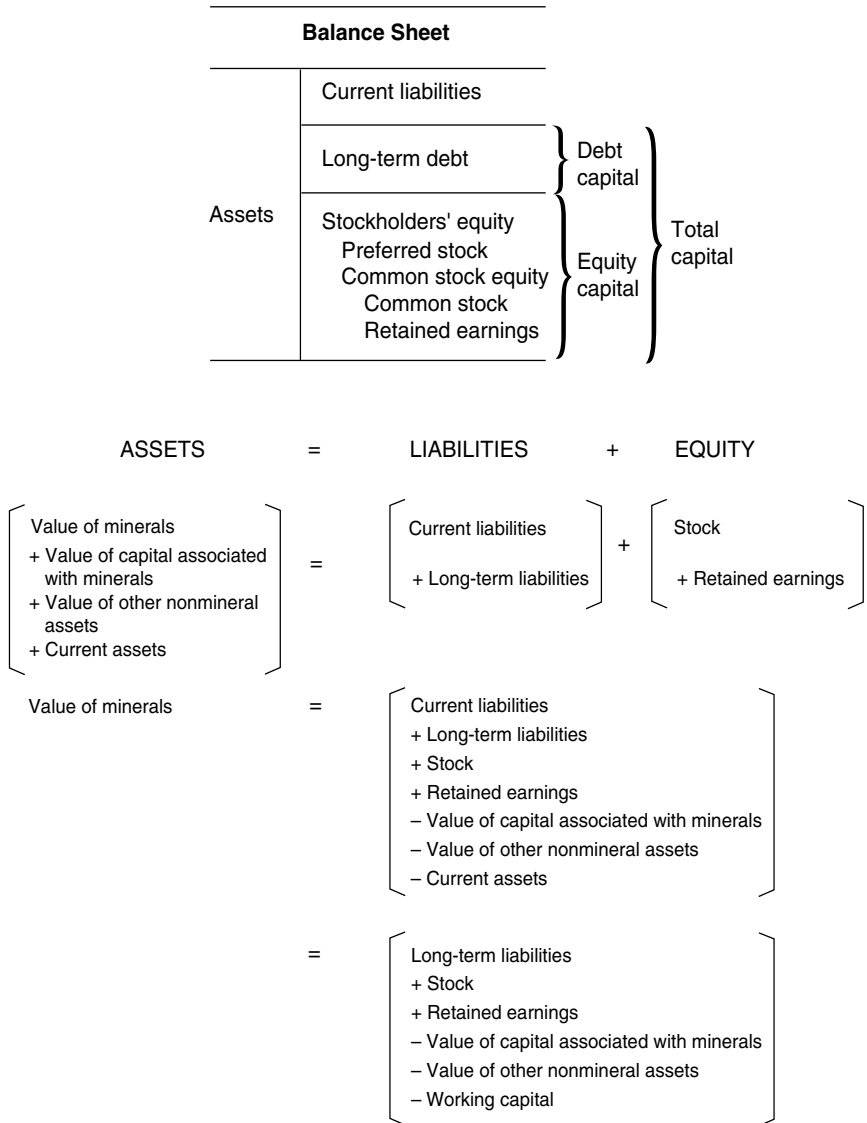 Balance Sheet
Assets
Current liabilities
Long-term debt
Stockholders' equity
Preferred stock
Common stock equity
Common stock
Retained earnings
Debt
capital
Equity
capital
Total
capital
ASSETS = LIABILITIES + EQUITY
Value of minerals
+ Value of capital associated
with minerals
+ Value of other nonmineral
assets
+ Current assets
=
Current liabilities
+ Long-term liabilities
+
Stock
+ Retained earnings
Value of minerals =
Current liabilities
+ Long-term liabilities
+ Stock
+ Retained earnings
– Value of capital associated with minerals
– Value of other nonmineral assets
– Current assets
=
Long-term liabilities
+ Stock
+ Retained earnings
– Value of capital associated with minerals
– Value of other nonmineral assets
– Working capital